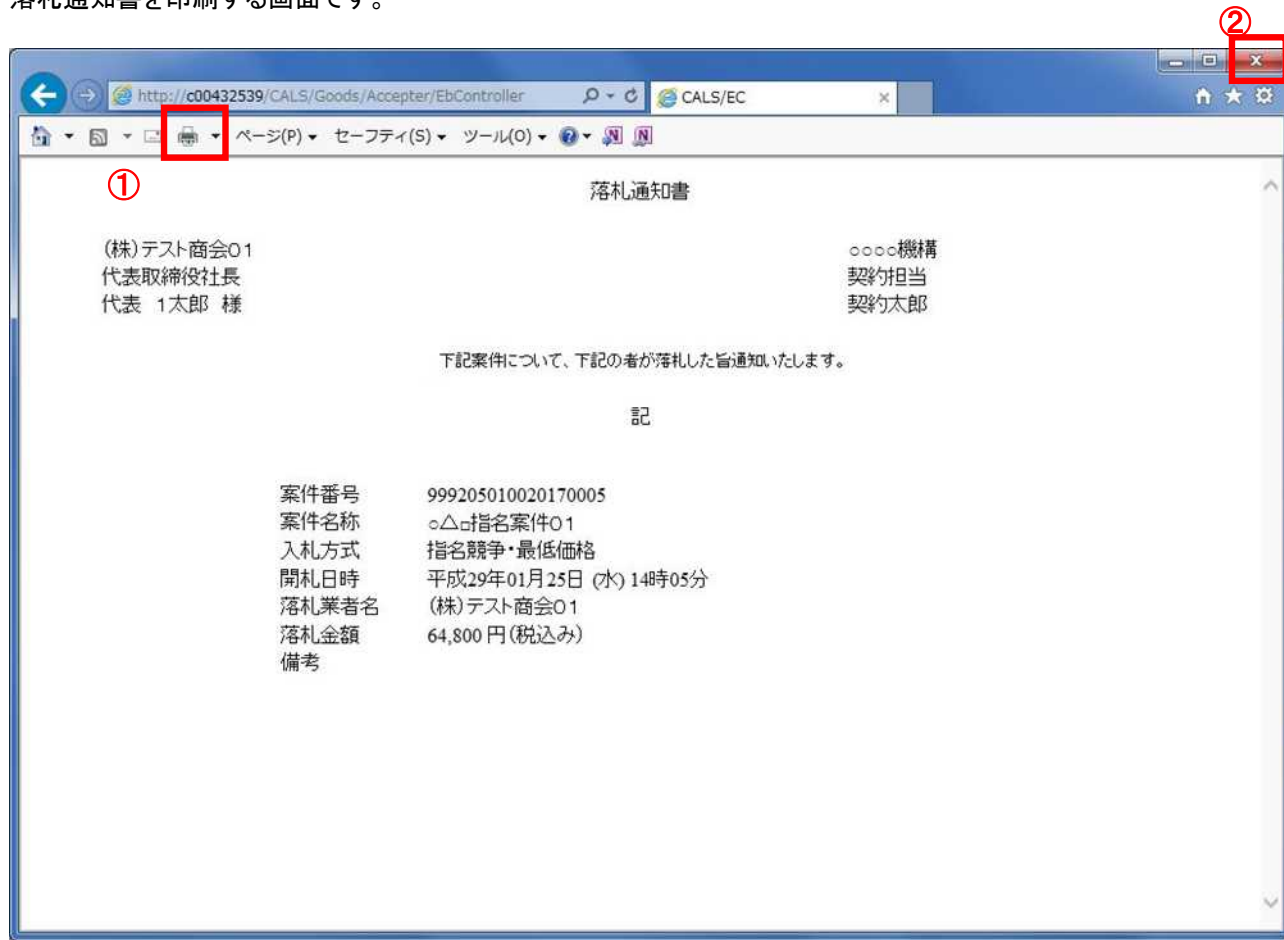 落札通知書を印刷する画面です。
②
http://c00432539/CALS/Goods/Accepter/EbController
CALS/EC
ページ(P) セーフティ(S) ツール(O)
①
落札通知書
(株)テスト商会01
代表取締役社長
代表 1太郎 様
○○○○機構
契約担当
契約太郎
下記案件について、下記の者が落札した旨通知いたします。
記
案件番号 999205010020170005
案件名称 ○△□指名案件01
入札方式 指名競争・最低価格
開札日時 平成29年01月25日 (水) 14時05分
落札業者名 (株)テスト商会01
落札金額 64,800 円(税込み)
備考